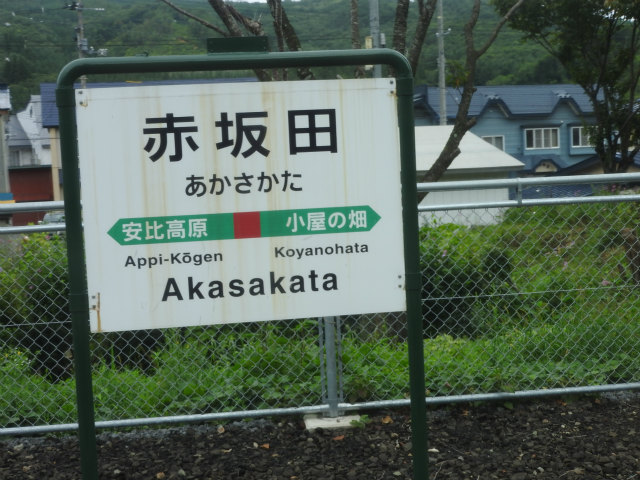 赤坂田
あかさかた
安比高原 小屋の畑
Appi-Kōgen Koyanohata
Akasakata